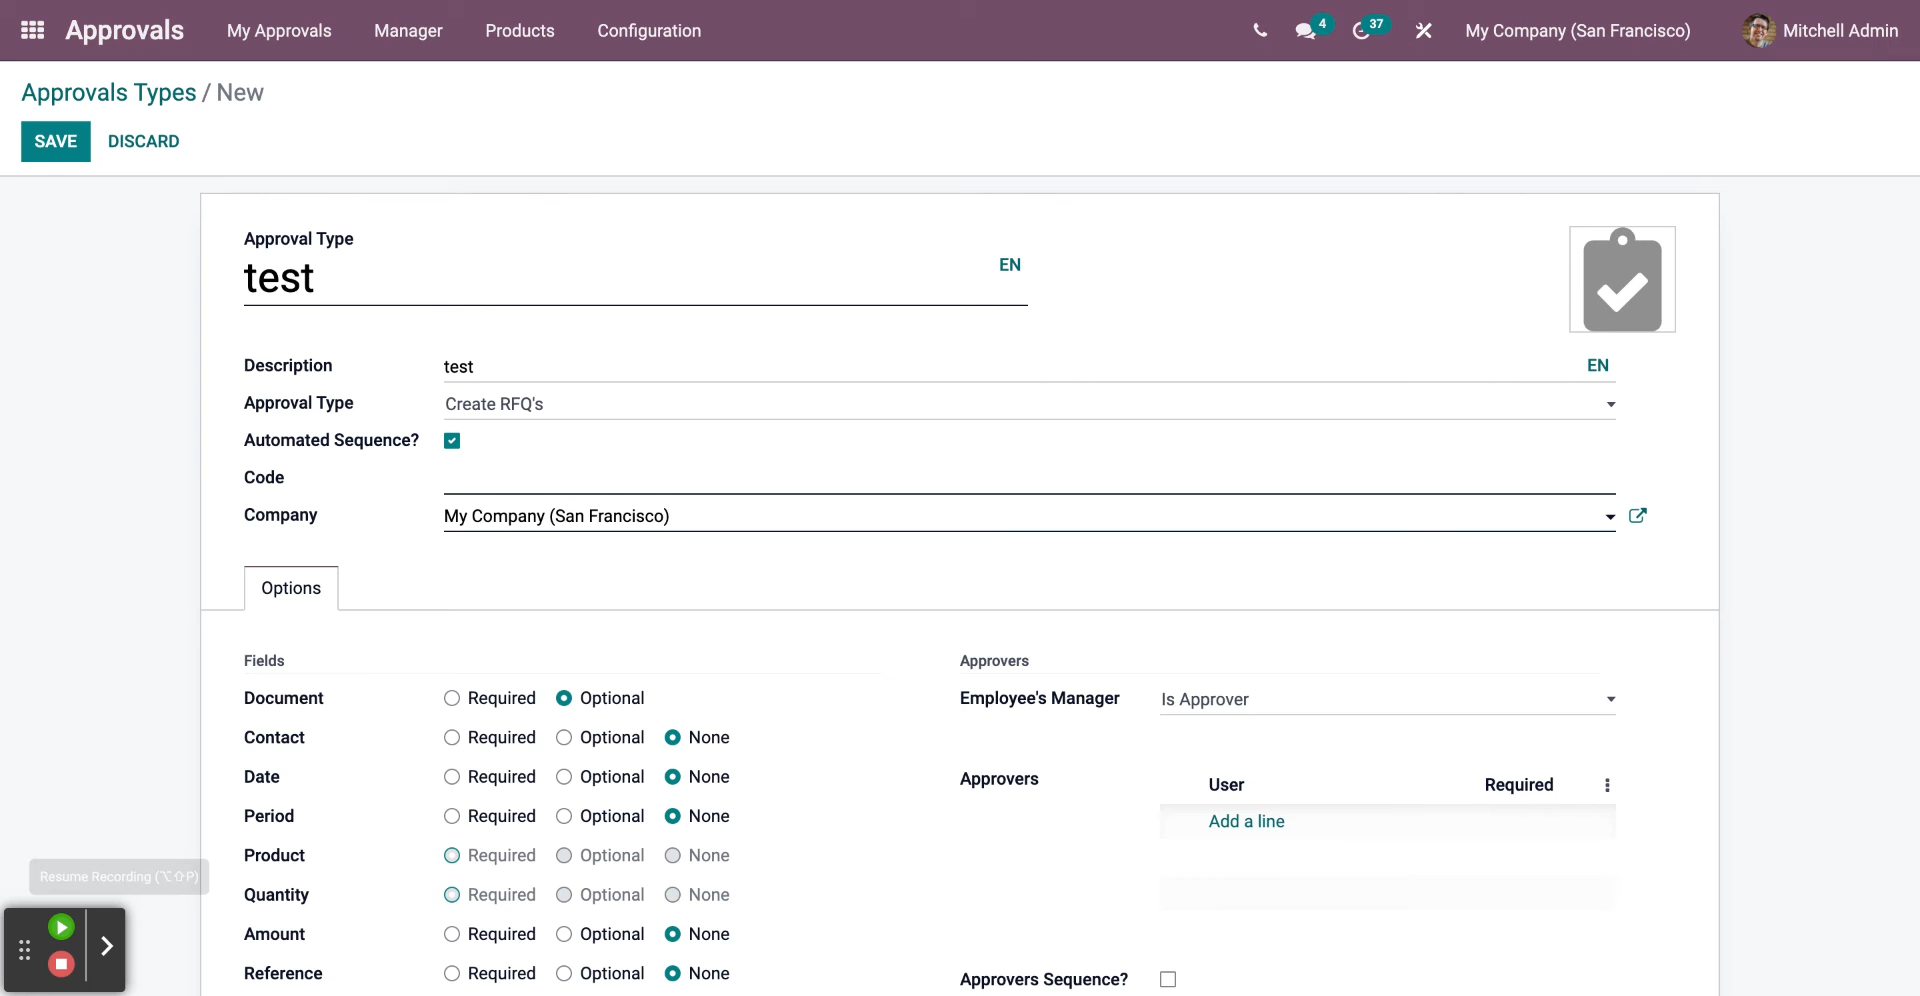 Approvals My Approvals Manager Products Configuration 4 37 My Company (San Francisco) Mitchell Admin
Approvals Types / New
SAVE DISCARD
Approval Type
test EN
Description test EN
Approval Type Create RFQ's
Automated Sequence?
Code
Company My Company (San Francisco)
Options
Fields
Document Required Optional
Contact Required Optional None
Date Required Optional None
Period Required Optional None
Product Required Optional None
Quantity Required Optional None
Amount Required Optional None
Reference Required Optional None
Approvers
Employee's Manager Is Approver
Approvers User Required
Add a line
Approvers Sequence?
Resume Recording (⌥⇧P)